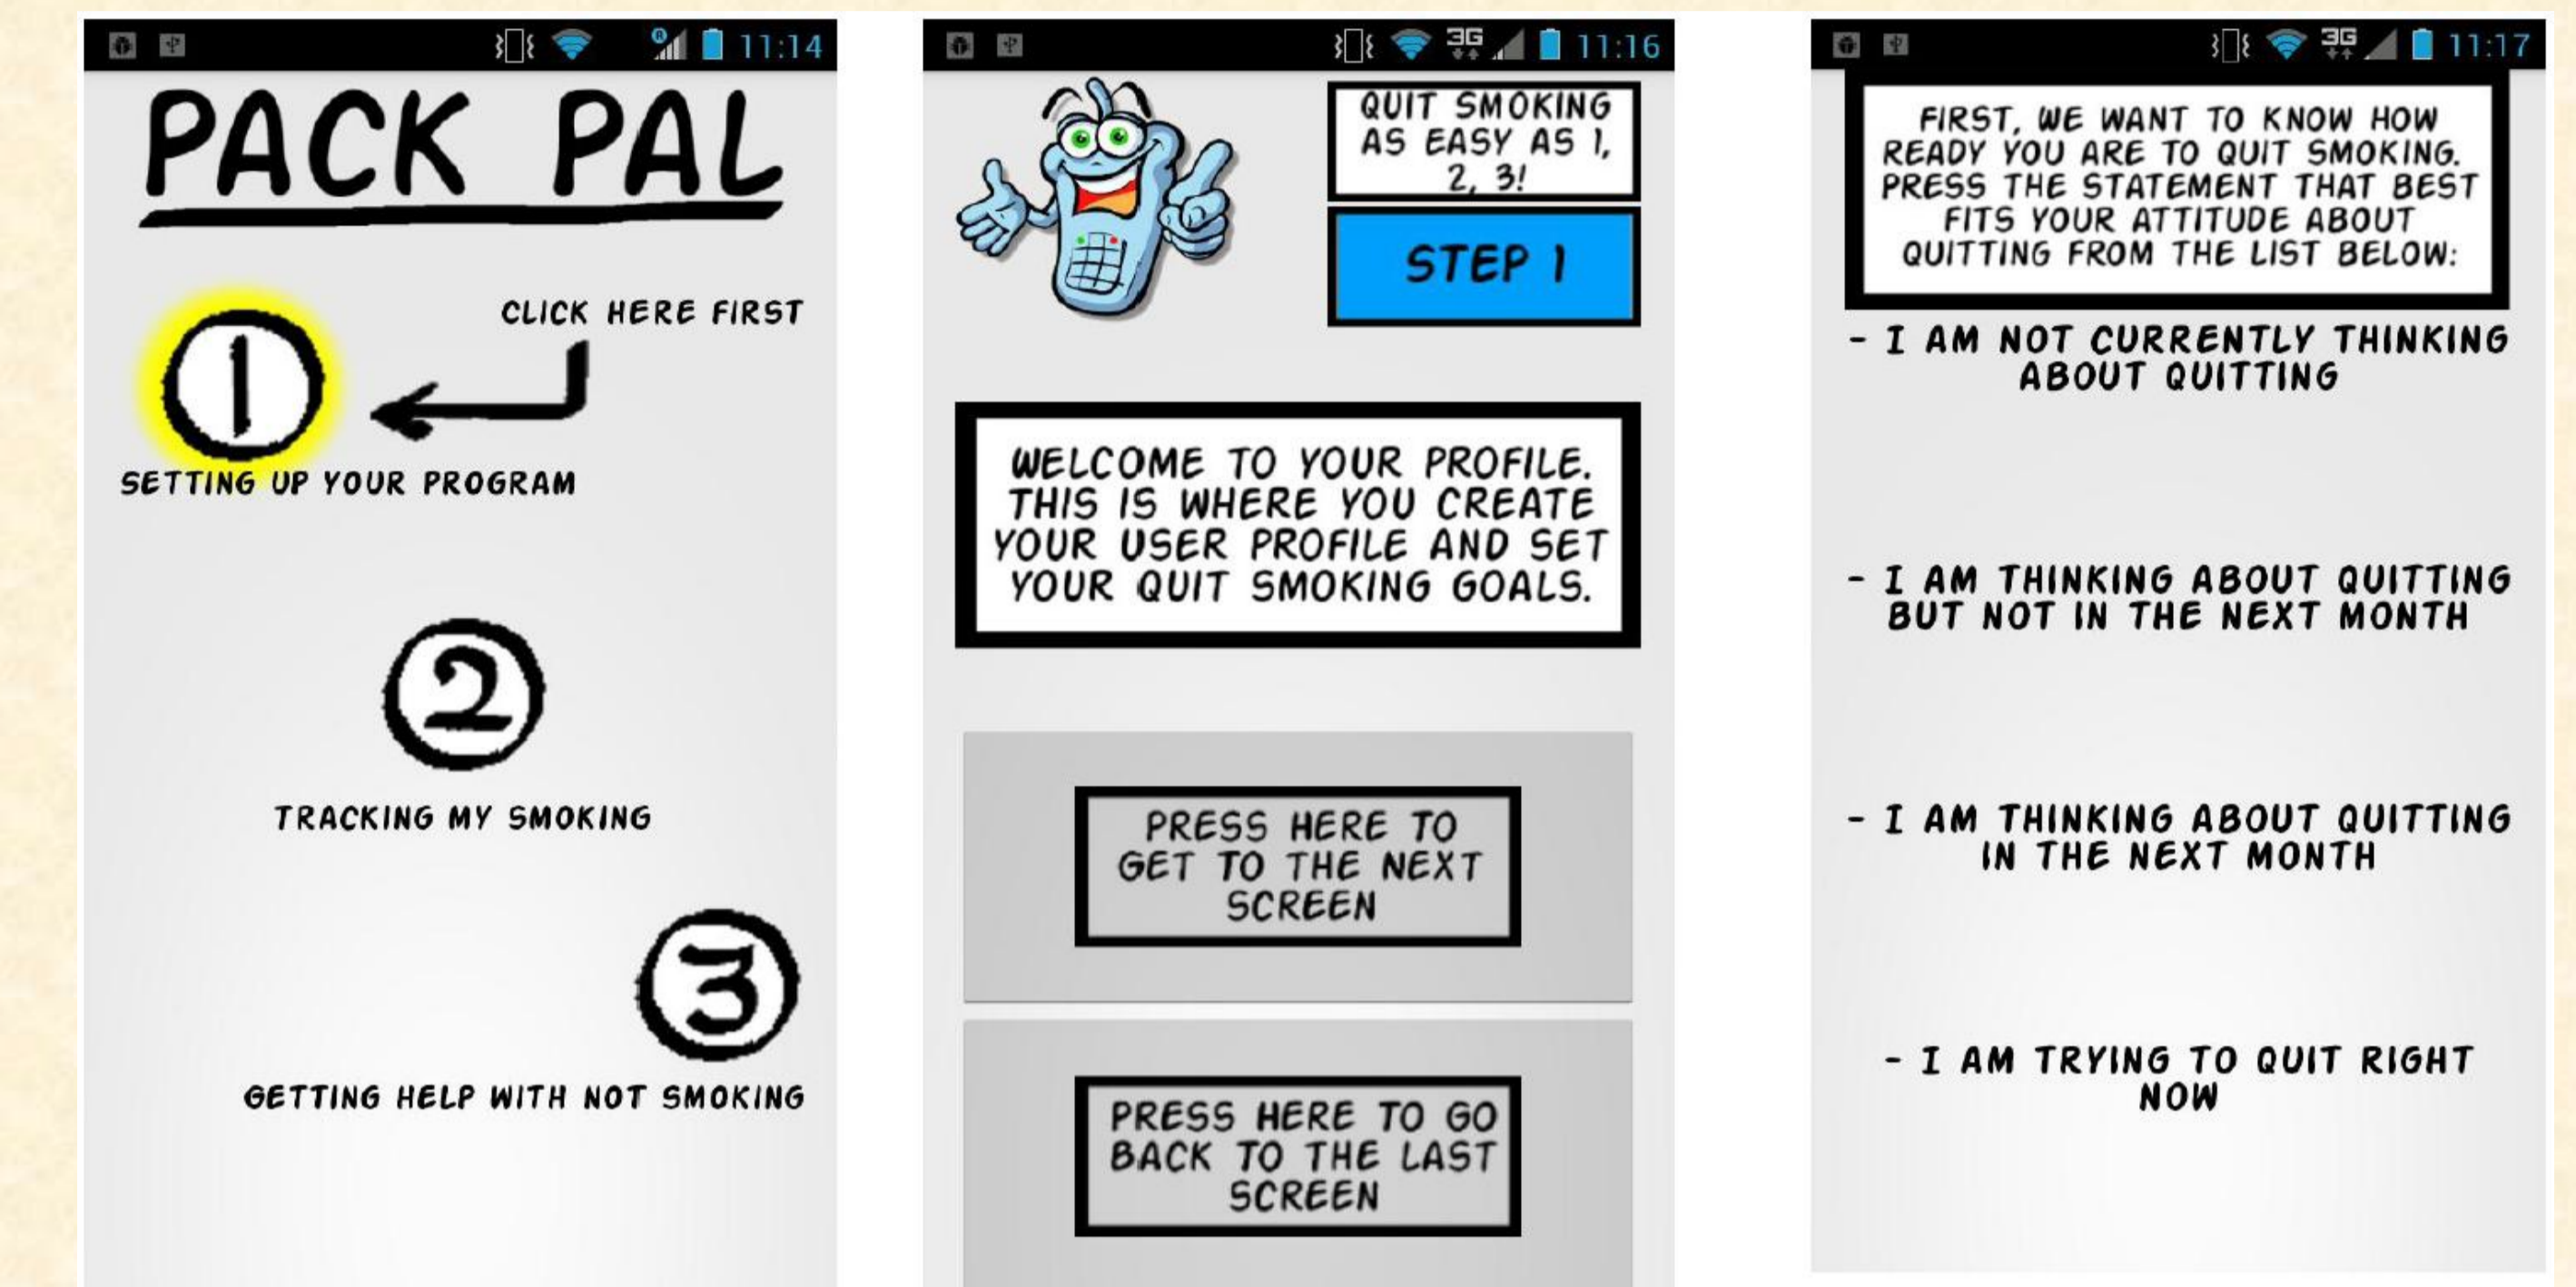 11:14
PACK PAL
1
CLICK HERE FIRST
SETTING UP YOUR PROGRAM
2
TRACKING MY SMOKING
3
GETTING HELP WITH NOT SMOKING
3G
11:16
QUIT SMOKING
AS EASY AS 1,
2, 3!
STEP 1
WELCOME TO YOUR PROFILE.
THIS IS WHERE YOU CREATE
YOUR USER PROFILE AND SET
YOUR QUIT SMOKING GOALS.
PRESS HERE TO
GET TO THE NEXT
SCREEN
PRESS HERE TO GO
BACK TO THE LAST
SCREEN
3G
11:17
FIRST, WE WANT TO KNOW HOW
READY YOU ARE TO QUIT SMOKING.
PRESS THE STATEMENT THAT BEST
FITS YOUR ATTITUDE ABOUT
QUITTING FROM THE LIST BELOW:
- I AM NOT CURRENTLY THINKING
ABOUT QUITTING
- I AM THINKING ABOUT QUITTING
BUT NOT IN THE NEXT MONTH
- I AM THINKING ABOUT QUITTING
IN THE NEXT MONTH
- I AM TRYING TO QUIT RIGHT
NOW